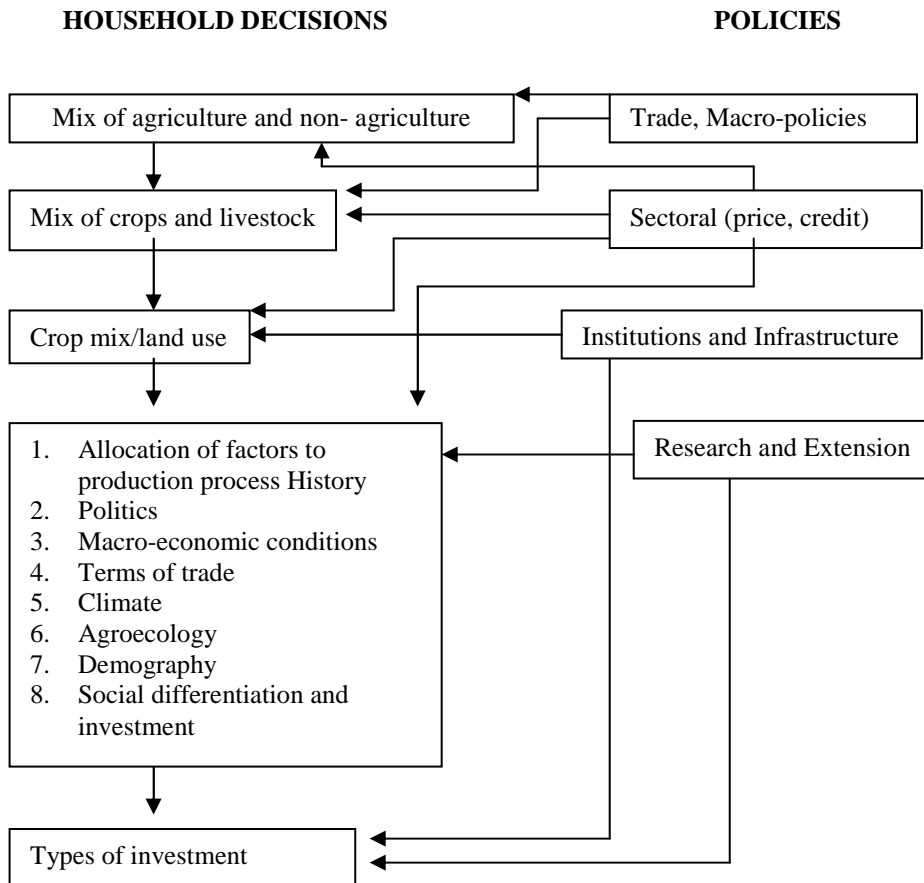 HOUSEHOLD DECISIONS
POLICIES
Mix of agriculture and non- agriculture
Trade, Macro-policies
Mix of crops and livestock
Sectoral (price, credit)
Crop mix/land use
Institutions and Infrastructure
1. Allocation of factors to
production process History
2. Politics
3. Macro-economic conditions
4. Terms of trade
5. Climate
6. Agroecology
7. Demography
8. Social differentiation and
investment
Research and Extension
Types of investment